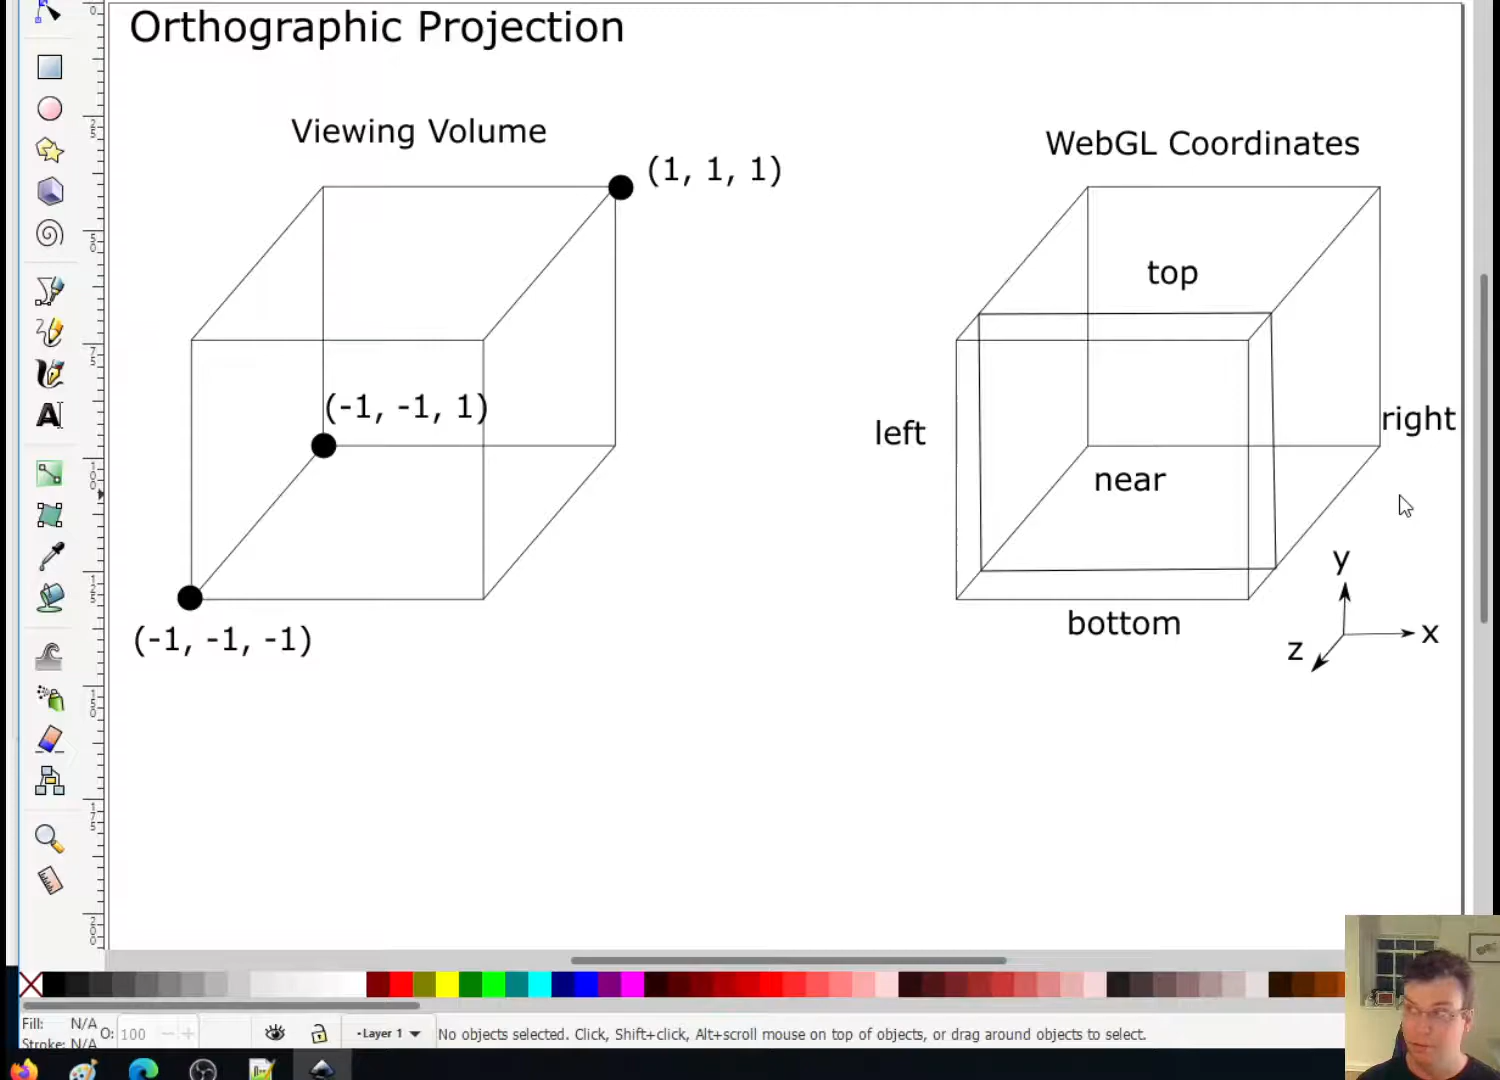 Orthographic Projection
Viewing Volume
WebGL Coordinates
(1, 1, 1)
top
(-1, -1, 1)
left
right
near
y
bottom
x
z
(-1, -1, -1)
Fill: N/A
Stroke: N/A
O: 100
-Layer 1
No objects selected. Click, Shift+click, Alt+scroll mouse on top of objects, or drag around objects to select.